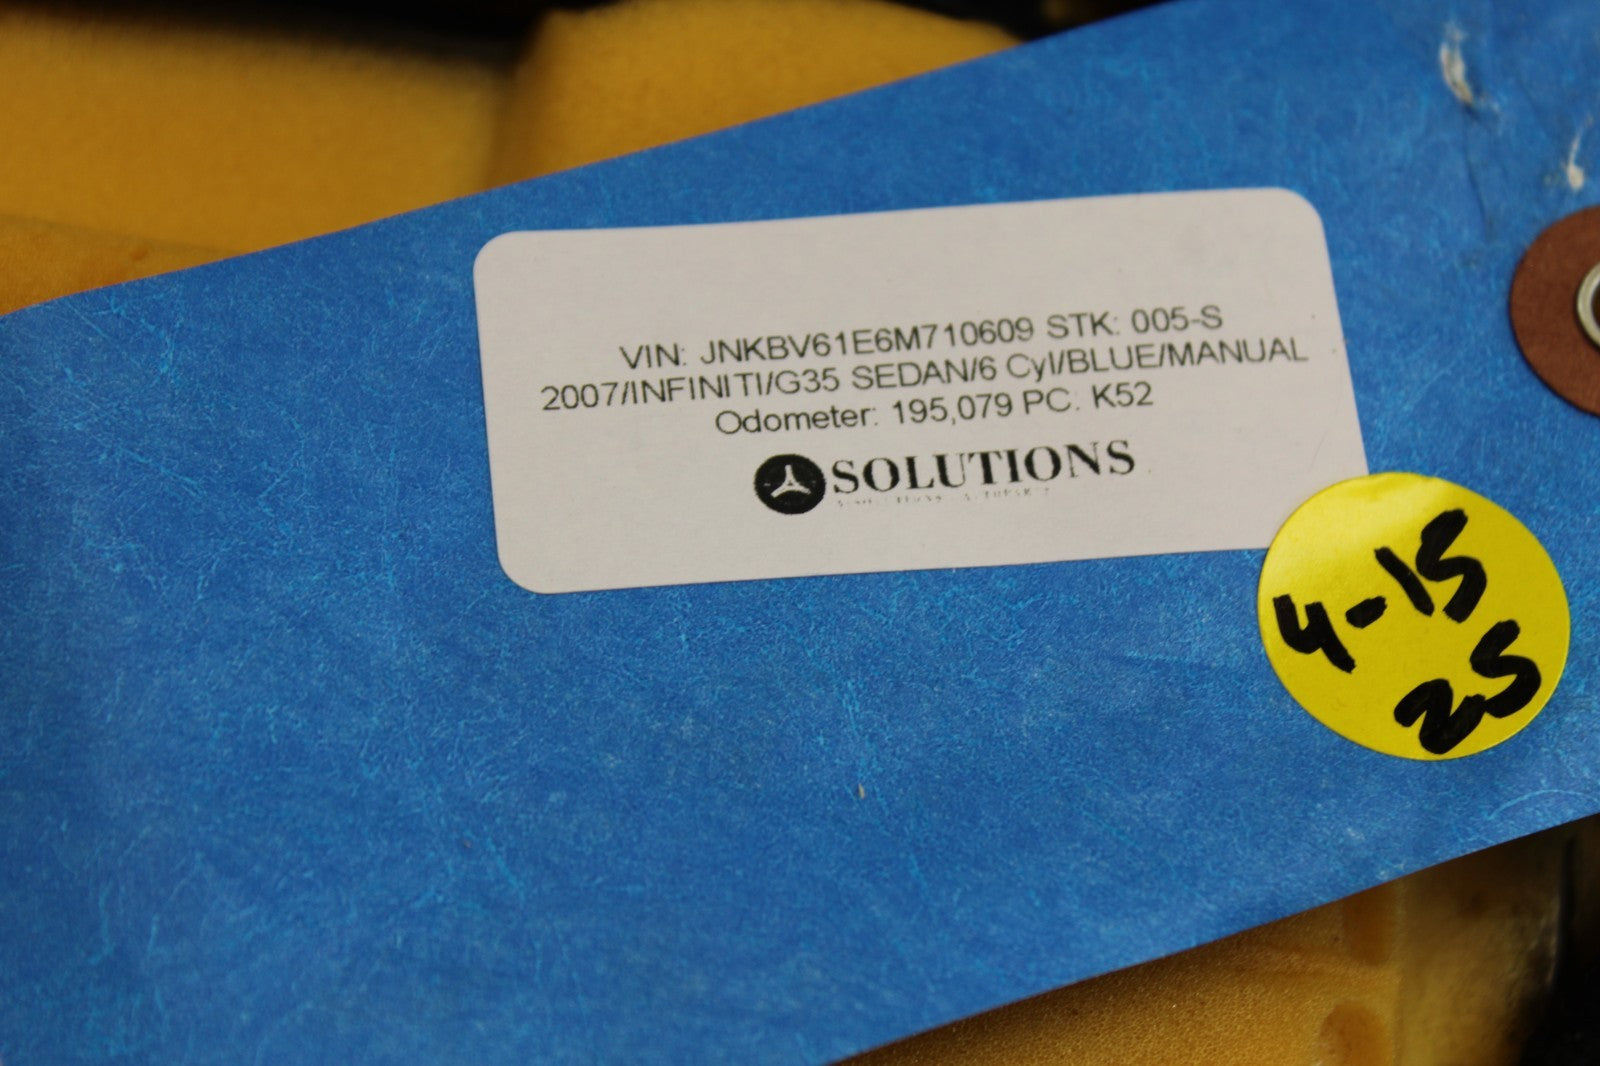 VIN: JNKBV61E6M710609 STK: 005-S
2007/INFINITI/G35 SEDAN/6 Cyl/BLUE/MANUAL
Odometer: 195,079 PC: K52
SOLUTIONS
4-15
25